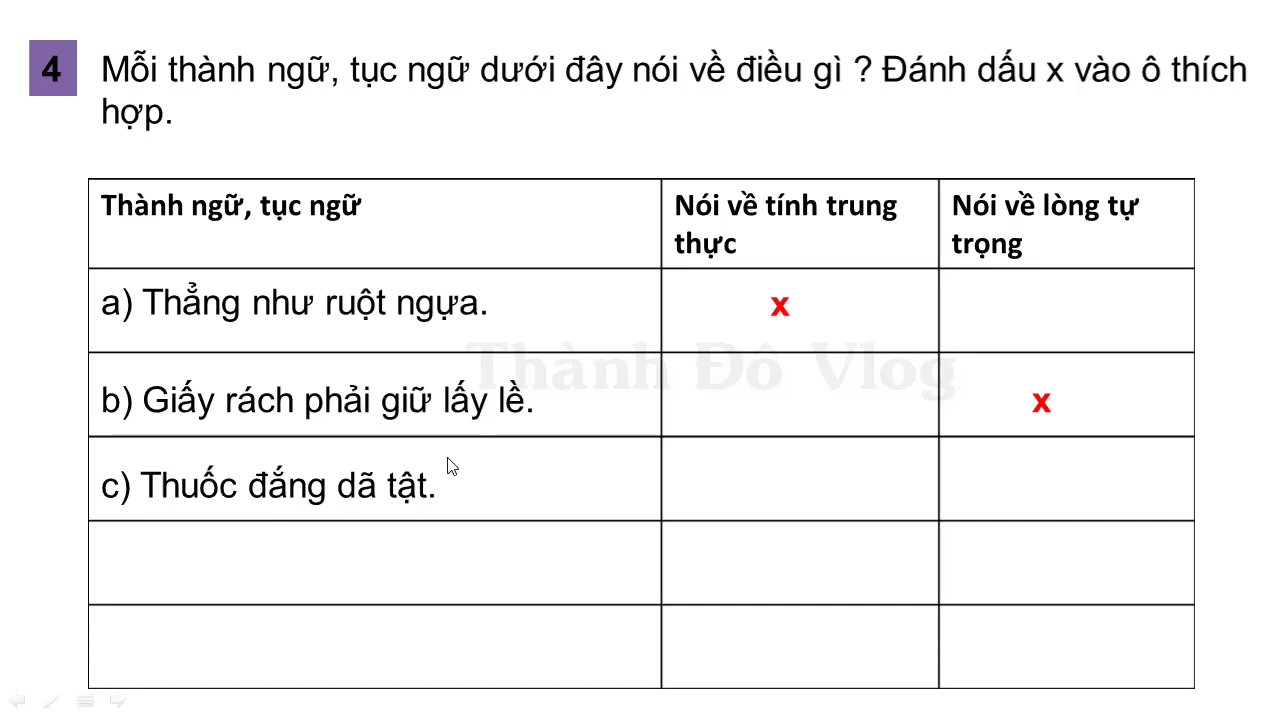 4
Mỗi thành ngữ, tục ngữ dưới đây nói về điều gì ? Đánh dấu x vào ô thích
hợp.
Thành ngữ, tục ngữ
Nói về tính trung
thực
Nói về lòng tự
trọng
a) Thẳng như ruột ngựa.
x
Thành Đô Vlog
b) Giấy rách phải giữ lấy lề.
x
c) Thuốc đắng dã tật.